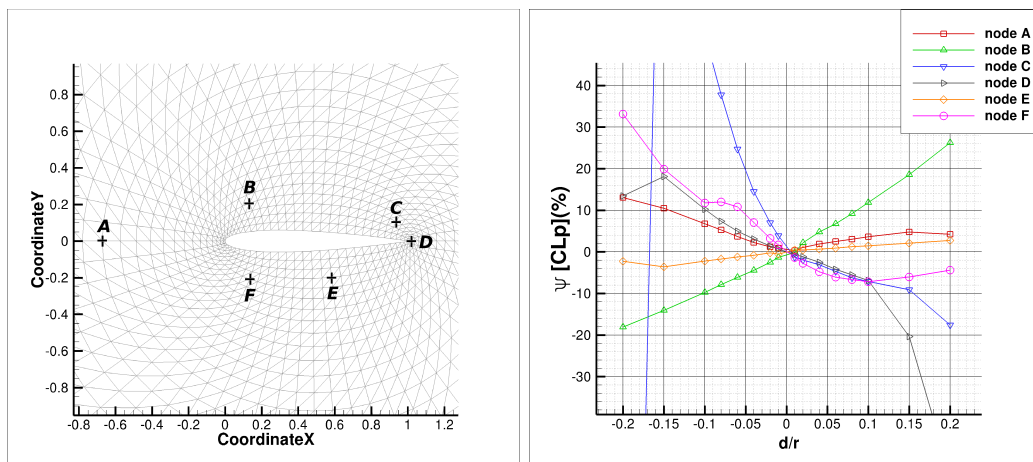 CoordinateY
0.8
0.6
0.4
0.2
0
-0.2
-0.4
-0.6
-0.8
A
B
C
D
E
F
-0.8 -0.6 -0.4 -0.2 0 0.2 0.4 0.6 0.8 1 1.2
CoordinateX
node A
node B
node C
node D
node E
node F
ψ [CLp](%)
40
30
20
10
0
-10
-20
-30
-0.2 -0.15 -0.1 -0.05 0 0.05 0.1 0.15 0.2
d/r